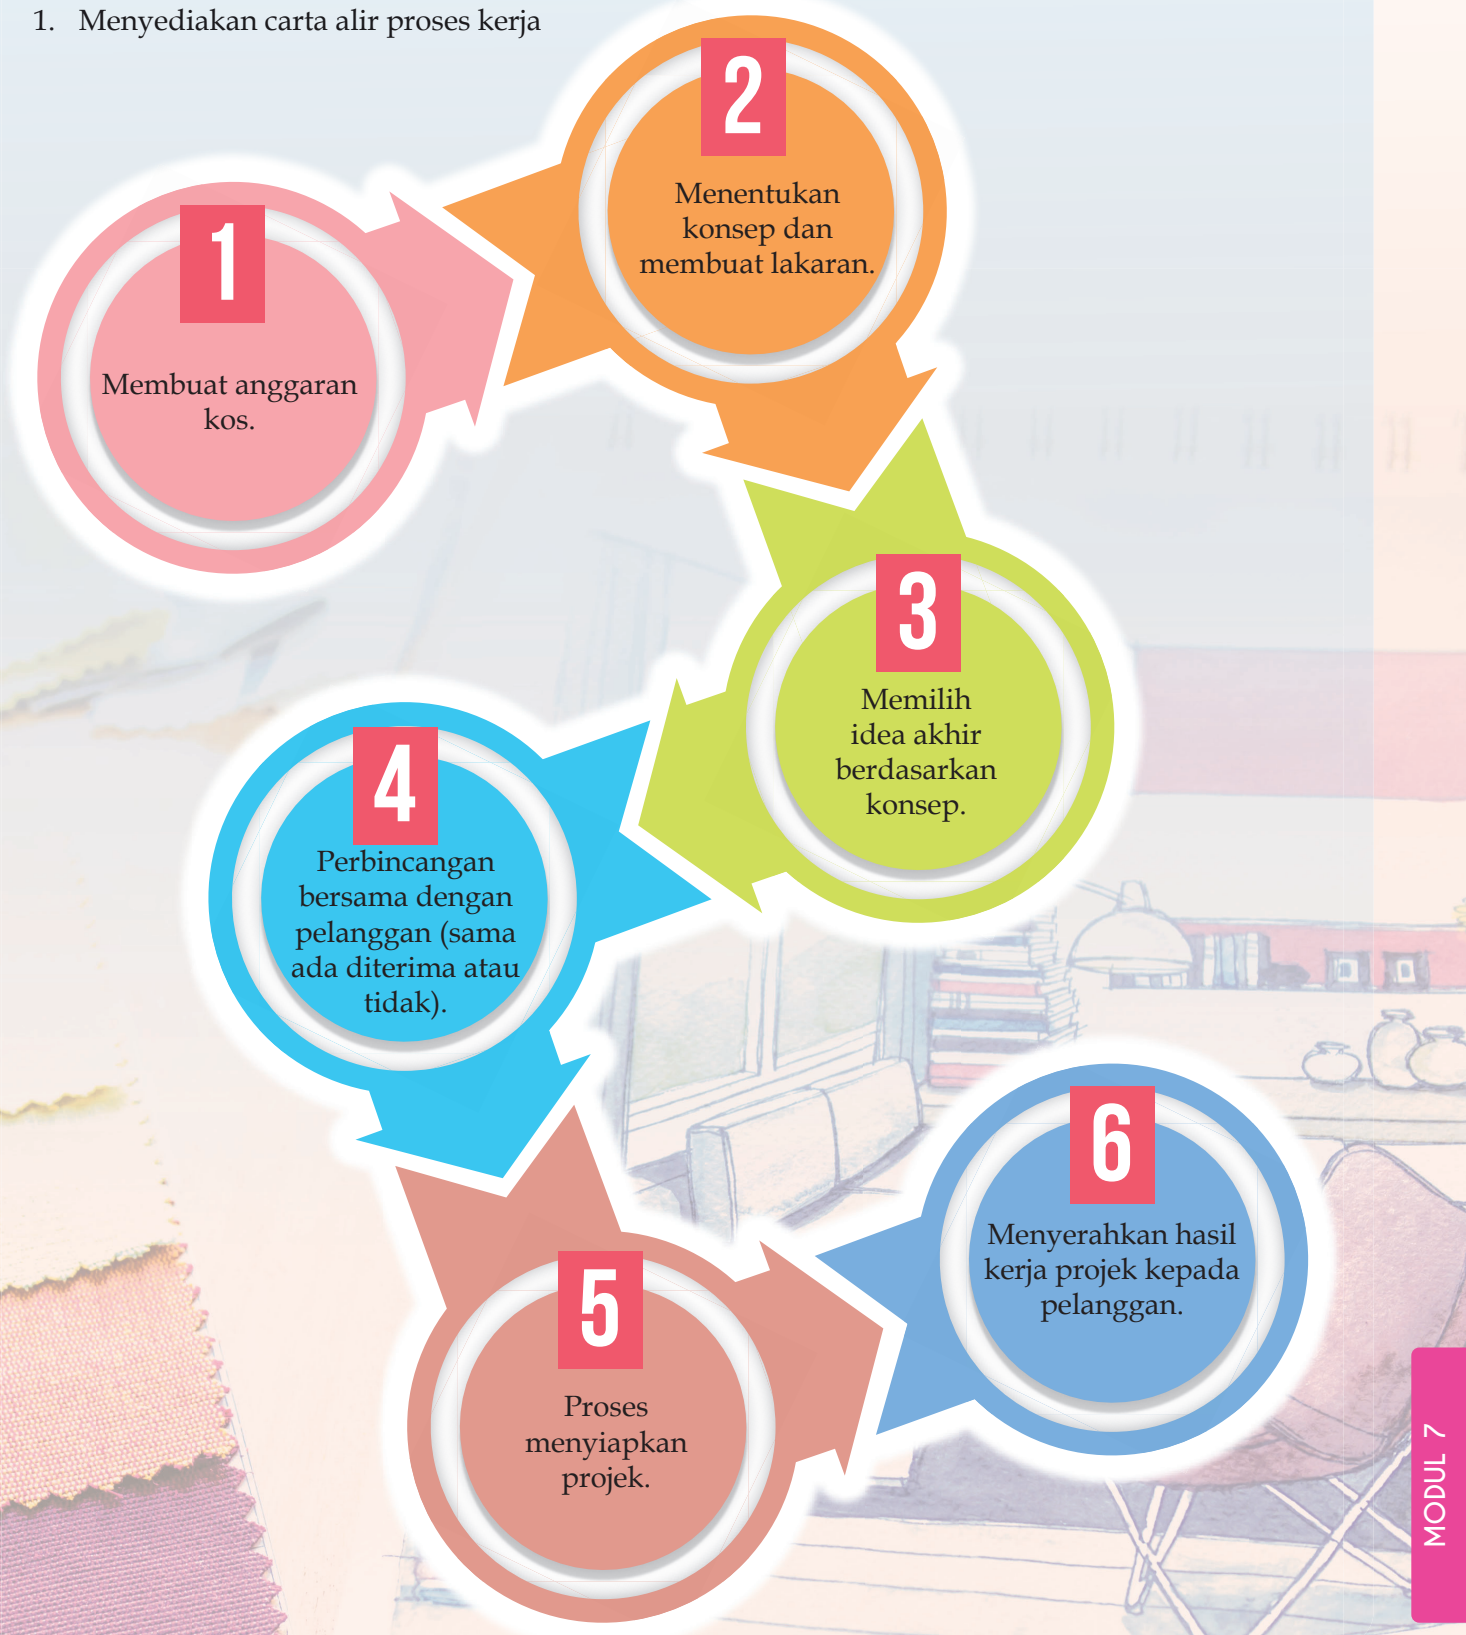 1. Menyediakan carta alir proses kerja
1
Membuat anggaran
kos.
2
Menentukan
konsep dan
membuat lakaran.
3
Memilih
idea akhir
berdasarkan
konsep.
4
Perbincangan
bersama dengan
pelanggan (sama
ada diterima atau
tidak).
5
Proses
menyiapkan
projek.
6
Menyerahkan hasil
kerja projek kepada
pelanggan.
MODUL 7